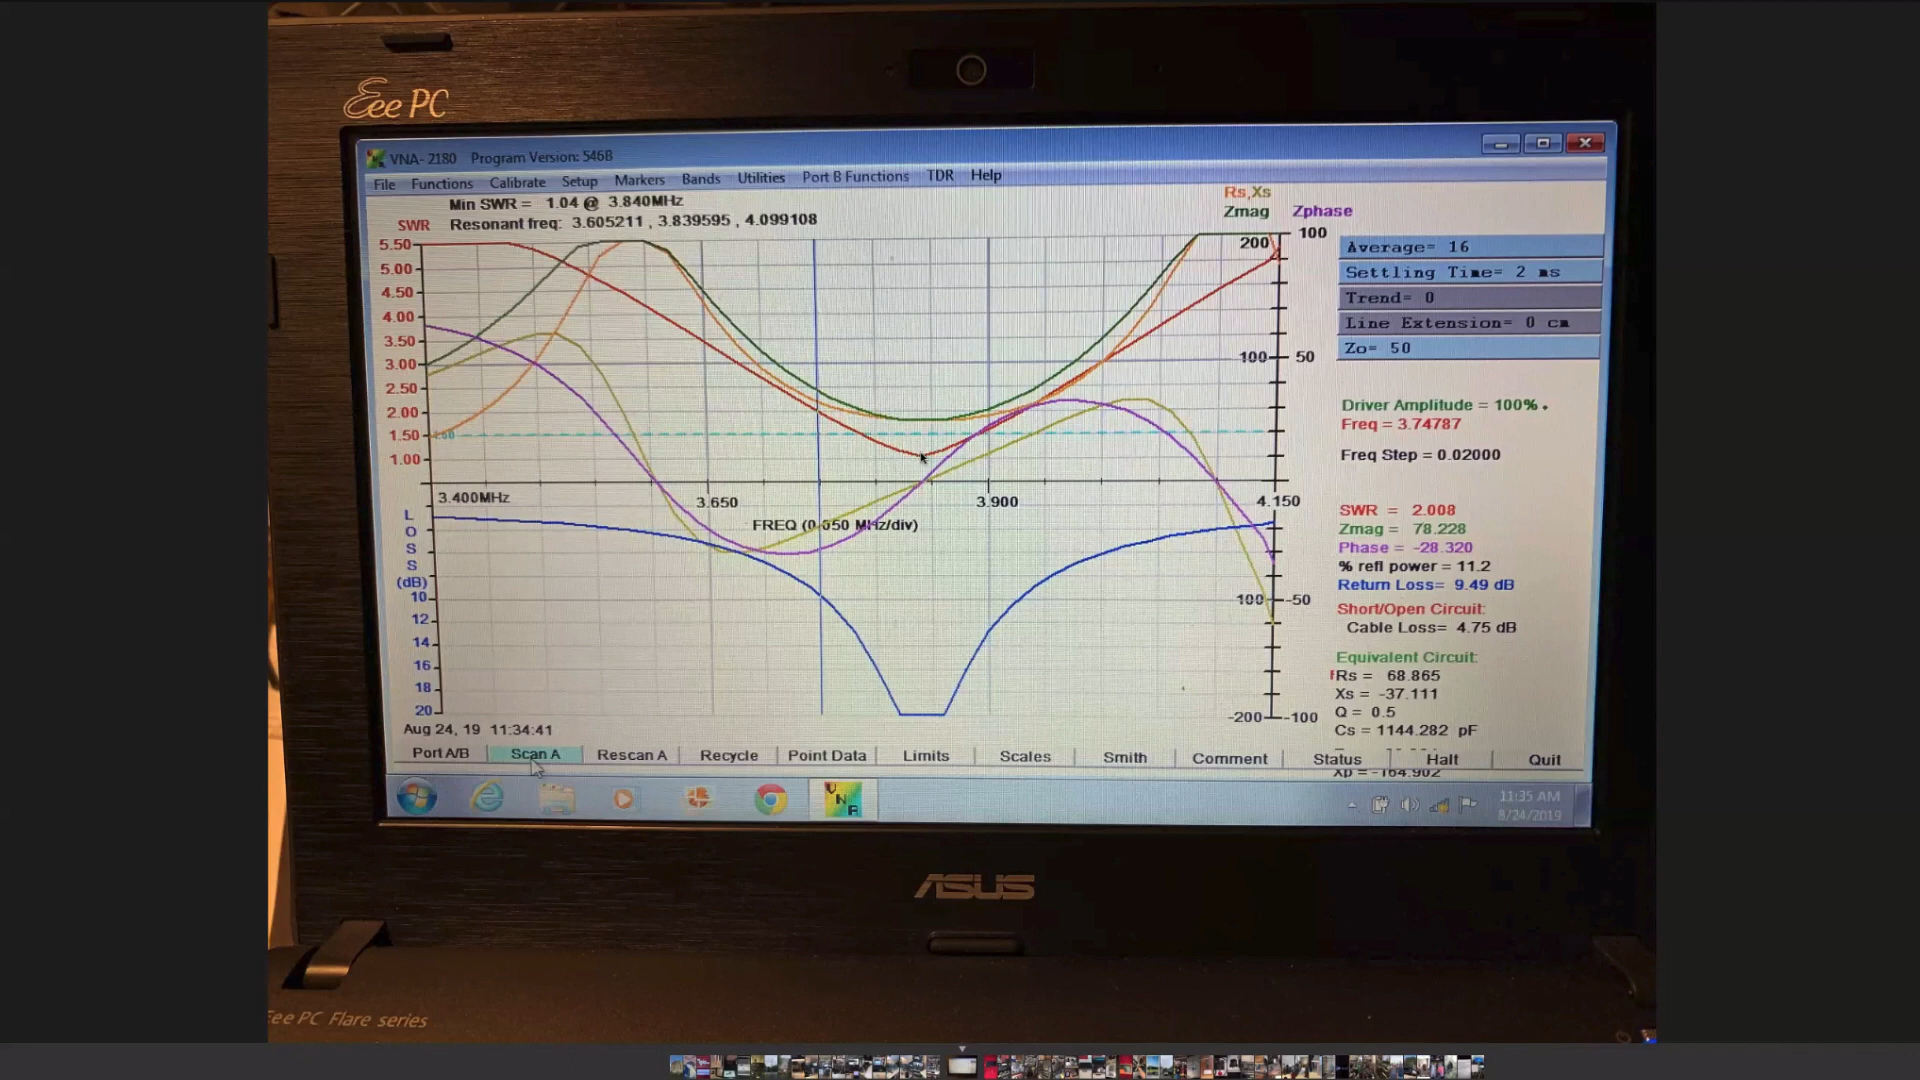 Eee PC
VNA- 2180 Program Version: 546B
File Functions Calibrate Setup Markers Bands Utilities Port B Functions TDR Help
Min SWR = 1.04 @ 3.840MHz
Resonant freq: 3.605211 , 3.839595 , 4.099108
SWR
Rs,Xs
Zmag Zphase
5.50
5.00
4.50
4.00
3.50
3.00
2.50
2.00
1.50
1.00
200 100
100 50
100 -50
-200 -100
3.400MHz 3.650 3.900 4.150
FREQ (0.050 MHz/div)
L
O
S
S
(dB)
10
12
14
16
18
20
Average= 16
Settling Time= 2 ms
Trend= 0
Line Extension= 0 cm
Zo= 50
Driver Amplitude = 100%.
Freq = 3.74787
Freq Step = 0.02000
SWR = 2.008
Zmag = 78.228
Phase = -28.320
% refl power = 11.2
Return Loss= 9.49 dB
Short/Open Circuit:
Cable Loss= 4.75 dB
Equivalent Circuit:
Rs = 68.865
Xs = -37.111
Q = 0.5
Cs = 1144.282 pF
Xp = -164.902
Aug 24, 19 11:34:41
Port A/B Scan A Rescan A Recycle Point Data Limits Scales Smith Comment Status Halt Quit
VNA
11:35 AM
8/24/2019
ASUS
Eee PC Flare series